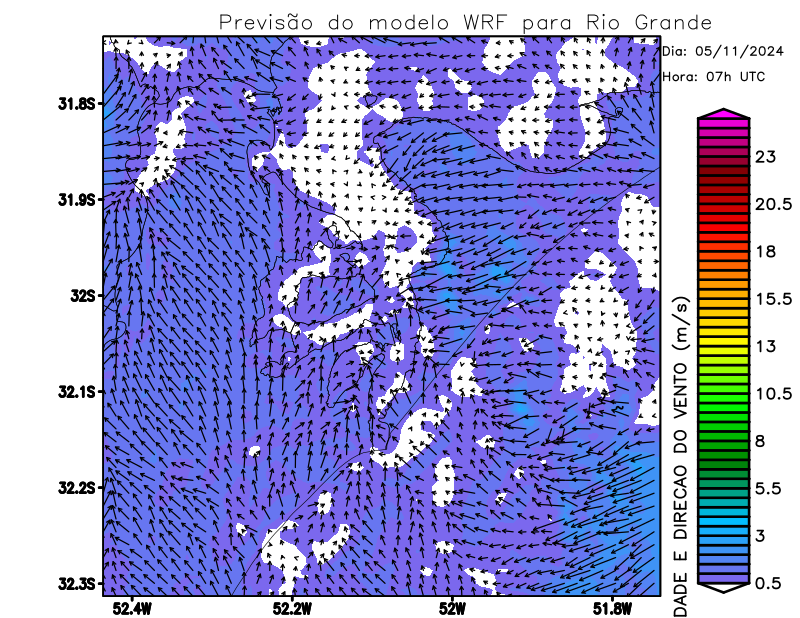 Previsão do modelo WRF para Rio Grande
Dia: 05/11/2024
Hora: 07h UTC
31.8S
31.9S
32S
32.1S
32.2S
32.3S
52.4W
52.2W
52W
51.8W
23
20.5
18
15.5
13
10.5
8
5.5
3
0.5
DADE E DIRECAO DO VENTO (m/s)